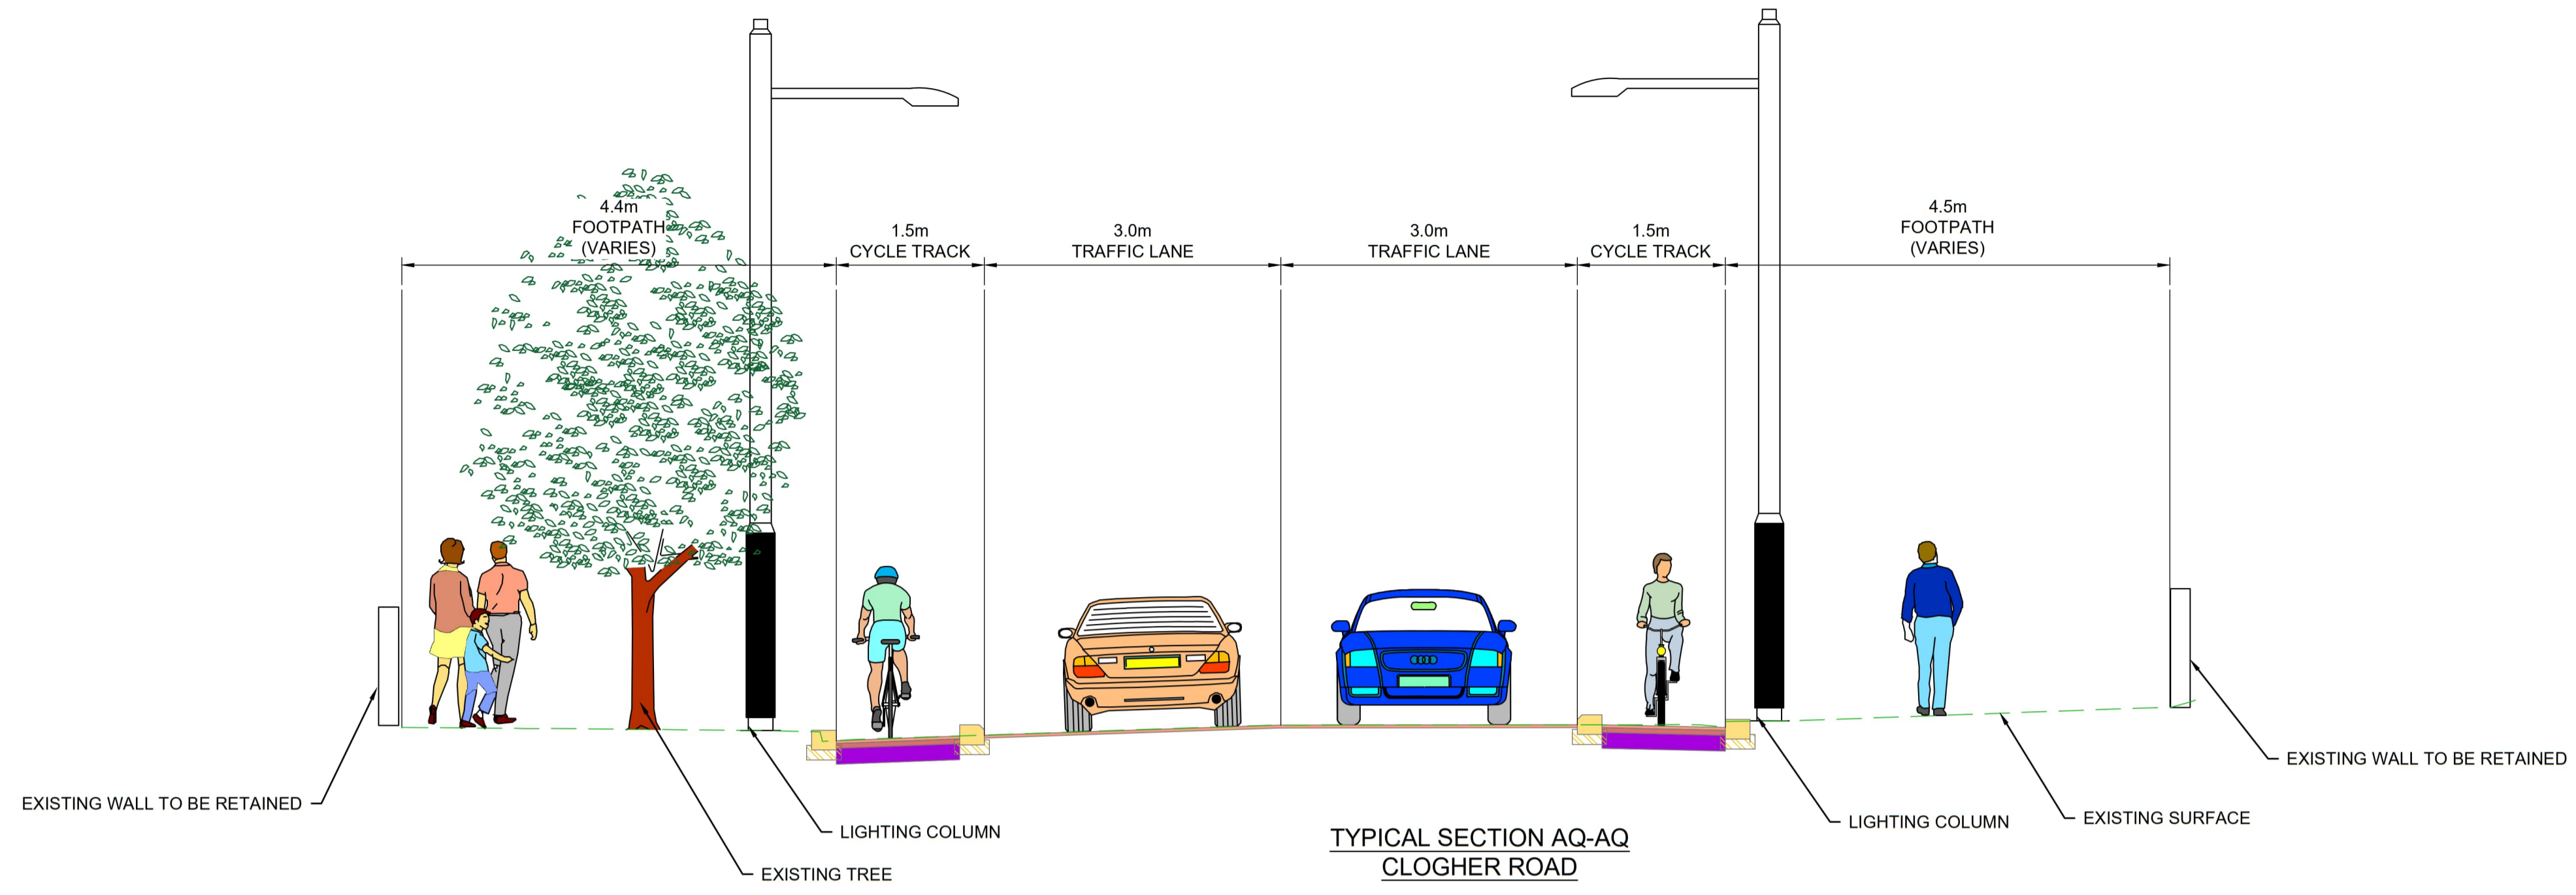 4.4m
FOOTPATH
(VARIES)
1.5m
CYCLE TRACK
3.0m
TRAFFIC LANE
3.0m
TRAFFIC LANE
1.5m
CYCLE TRACK
4.5m
FOOTPATH
(VARIES)
EXISTING WALL TO BE RETAINED
LIGHTING COLUMN
EXISTING TREE
TYPICAL SECTION AQ-AQ
CLOGHER ROAD
LIGHTING COLUMN
EXISTING SURFACE
EXISTING WALL TO BE RETAINED